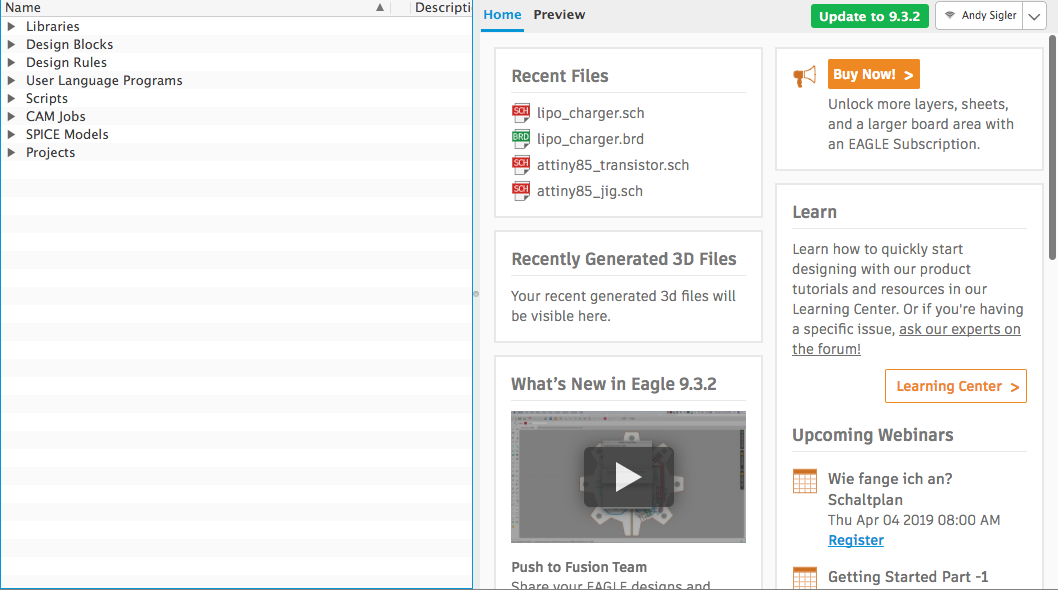 Name
Descripti
Libraries
Design Blocks
Design Rules
User Language Programs
Scripts
CAM Jobs
SPICE Models
Projects
Home
Preview
Update to 9.3.2
Andy Sigler
Recent Files
SCH lipo_charger.sch
BRD lipo_charger.brd
SCH attiny85_transistor.sch
SCH attiny85_jig.sch
Recently Generated 3D Files
Your recent generated 3d files will
be visible here.
What's New in Eagle 9.3.2
Push to Fusion Team
Share your EAGLE designs and
Buy Now! >
Unlock more layers, sheets,
and a larger board area with
an EAGLE Subscription.
Learn
Learn how to quickly start
designing with our product
tutorials and resources in our
Learning Center. Or if you're having
a specific issue, ask our experts on
the forum!
Learning Center >
Upcoming Webinars
Wie fange ich an?
Schaltplan
Thu Apr 04 2019 08:00 AM
Register
Getting Started Part -1